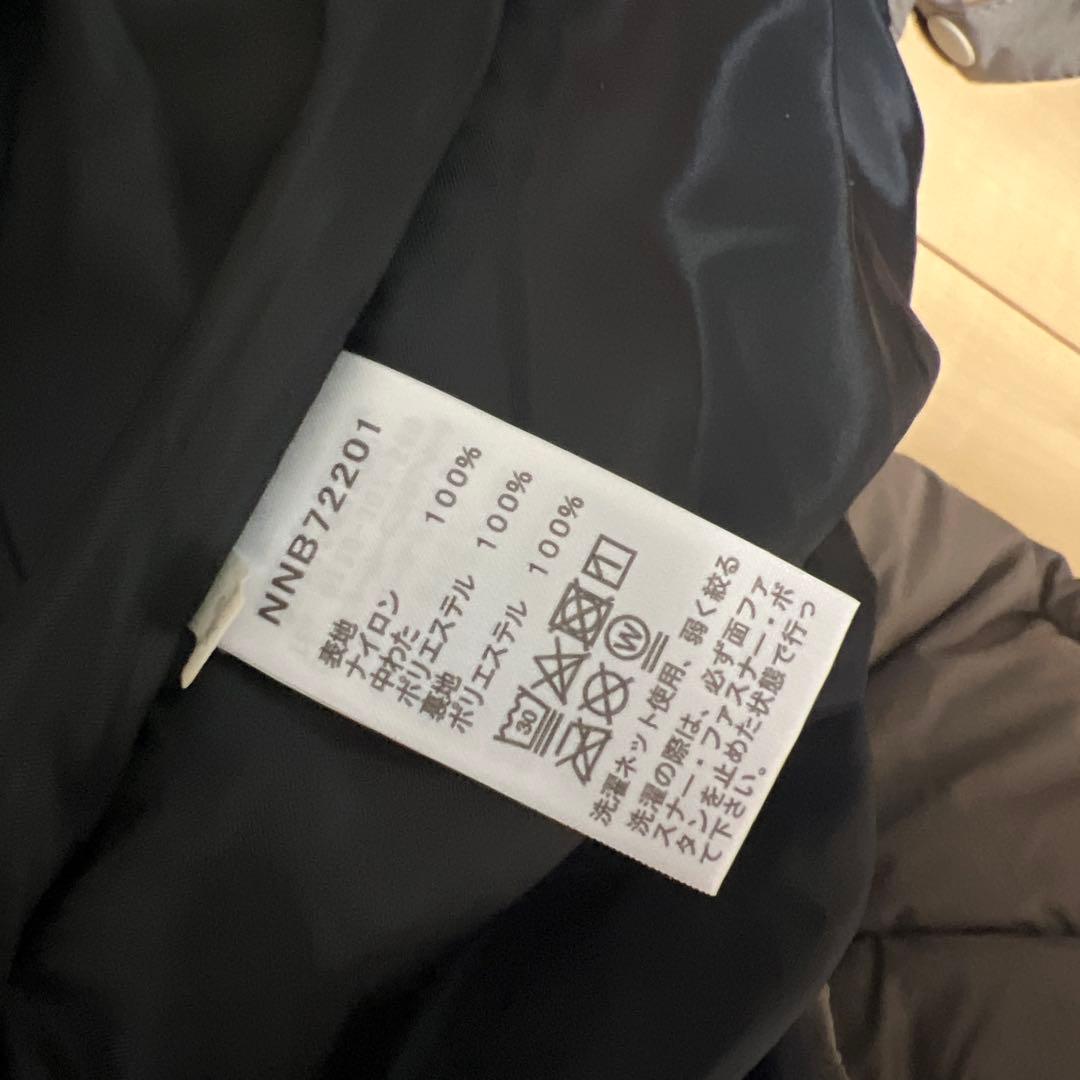 NNB72201
表地
ナイロン 100%
中わた
ポリエステル 100%
裏地
ポリエステル 100%
30
W
洗濯ネット使用、弱く絞る
洗濯の際は、必ず面ファ
スナー・ファスナー・ボ
タンを止めた状態で行っ
て下さい。